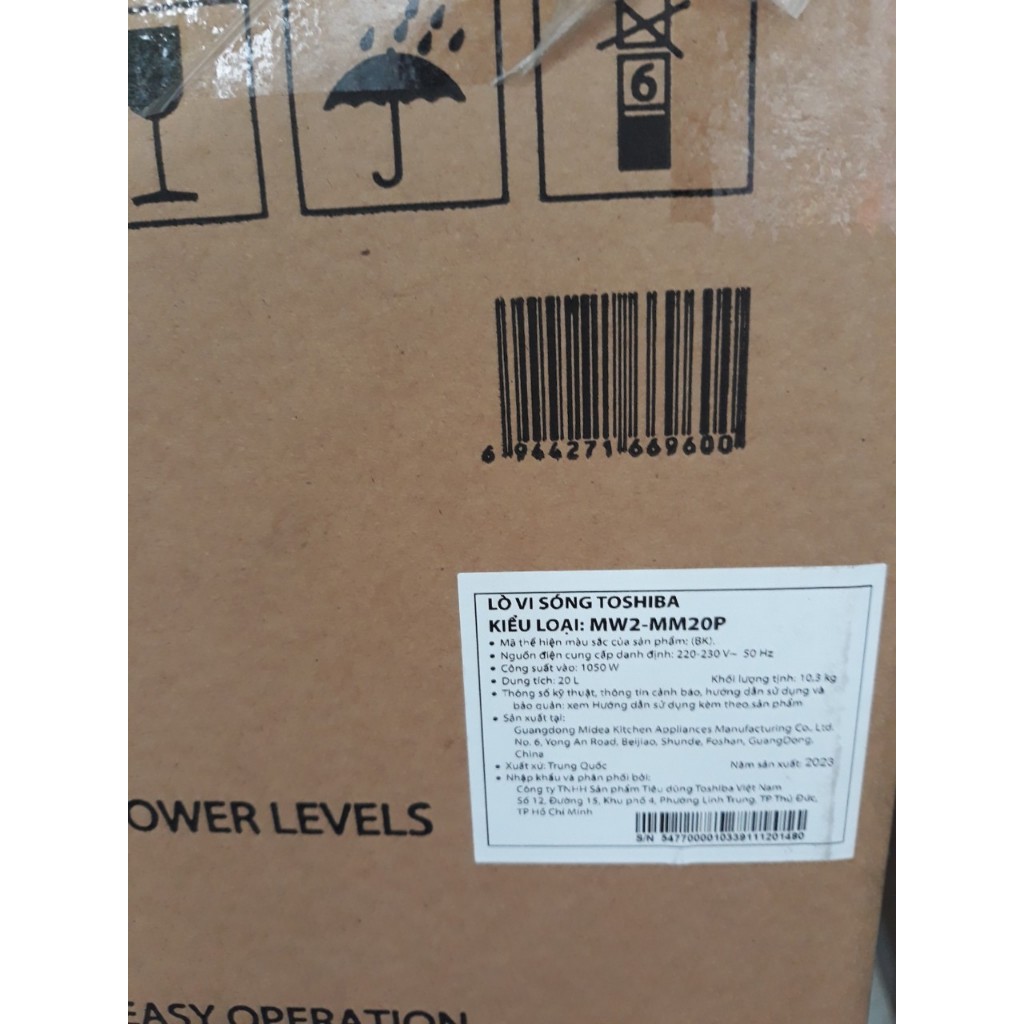 6
6 944271 669600
LÒ VI SÓNG TOSHIBA
KIỂU LOẠI: MW2-MM20P
• Mã thể hiện màu sắc của sản phẩm: (BK).
• Nguồn điện cung cấp danh định: 220-230 V~ 50 Hz
• Công suất vào: 1050 W
• Dung tích: 20 L Khối lượng tịnh: 10,3 kg
• Thông số kỹ thuật, thông tin cảnh báo, hướng dẫn sử dụng và
bảo quản: xem Hướng dẫn sử dụng kèm theo sản phẩm
• Sản xuất tại:
Guangdong Midea Kitchen Appliances Manufacturing Co., Ltd.
No. 6, Yong An Road, Beijiao, Shunde, Foshan, GuangDong,
China
• Xuất xứ: Trung Quốc Năm sản xuất: 2023
• Nhập khẩu và phân phối bởi:
Công ty TNHH Sản phẩm Tiêu dùng Toshiba Việt Nam
Số 12, Đường 15, Khu phố 4, Phường Linh Trung, TP Thủ Đức,
TP Hồ Chí Minh
S/N 5477000010339111201480
OWER LEVELS
EASY OPERATION